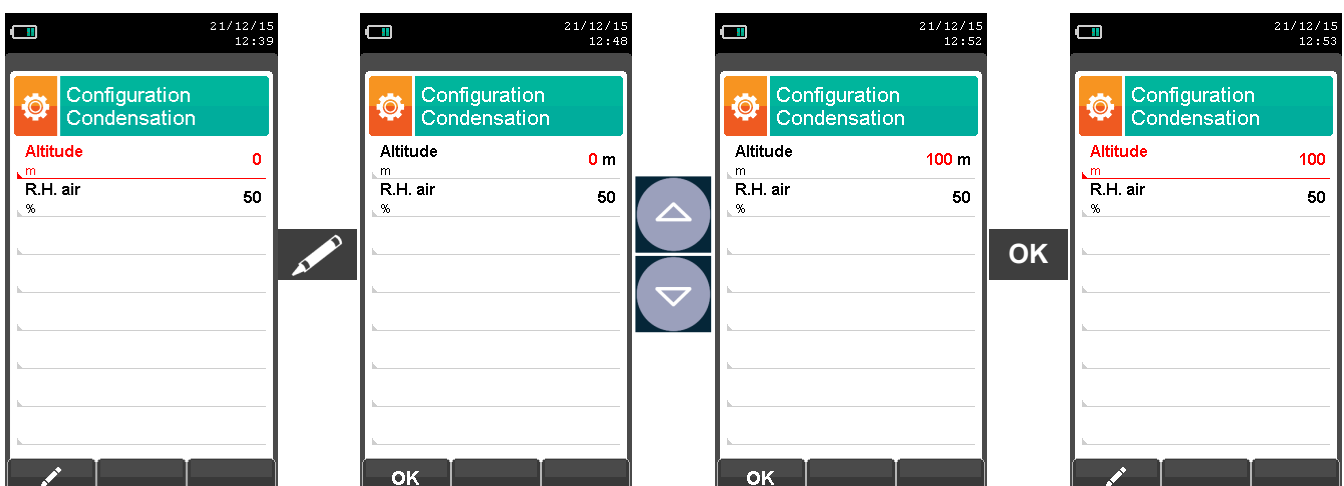 21/12/15
12:39
Configuration
Condensation
Altitude
0
m
R.H. air
50
%
21/12/15
12:48
Configuration
Condensation
Altitude
0 m
m
R.H. air
50
%
OK
21/12/15
12:52
Configuration
Condensation
Altitude
100 m
m
R.H. air
50
%
OK
OK
21/12/15
12:53
Configuration
Condensation
Altitude
100
m
R.H. air
50
%